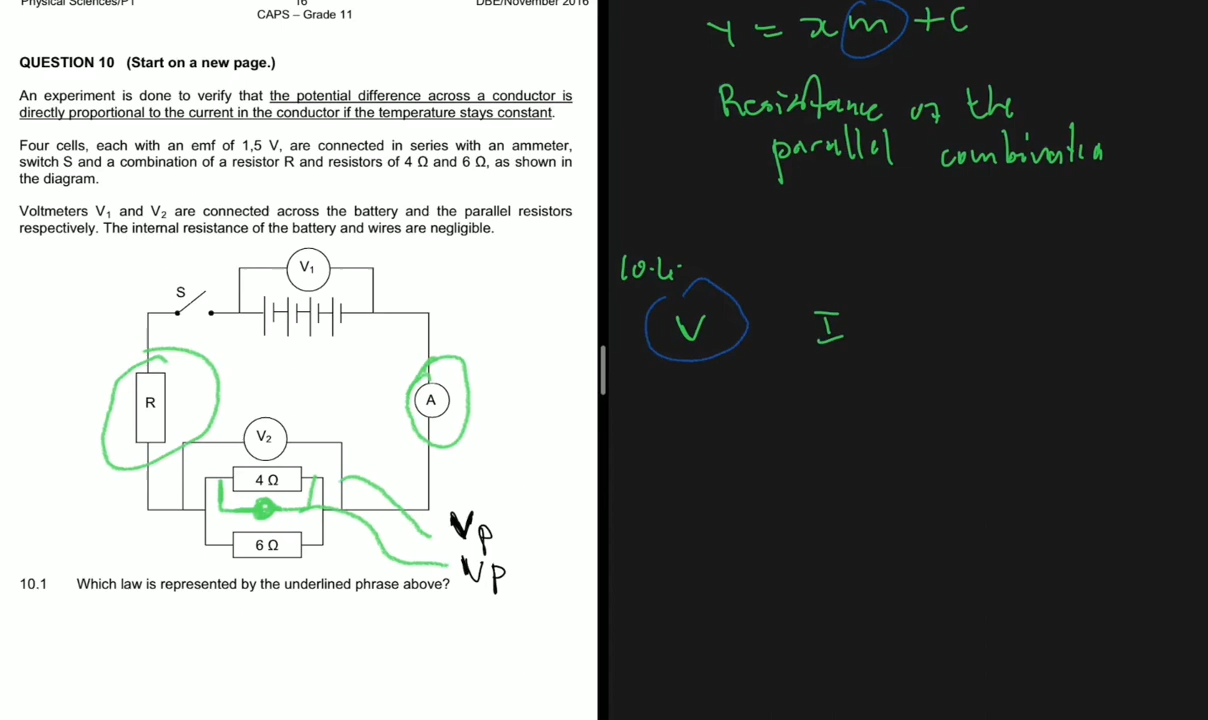 Physical Sciences/P1 16 DBE/November 2016
CAPS – Grade 11
QUESTION 10 (Start on a new page.)
An experiment is done to verify that the potential difference across a conductor is
directly proportional to the current in the conductor if the temperature stays constant.
Four cells, each with an emf of 1,5 V, are connected in series with an ammeter,
switch S and a combination of a resistor R and resistors of 4 Ω and 6 Ω, as shown in
the diagram.
Voltmeters V₁ and V₂ are connected across the battery and the parallel resistors
respectively. The internal resistance of the battery and wires are negligible.
V₁
S
R
A
V₂
4 Ω
6 Ω
Vp
Vp
10.1 Which law is represented by the underlined phrase above?
y = x m + c
Resistance of the
parallel combination
10.4.
V I